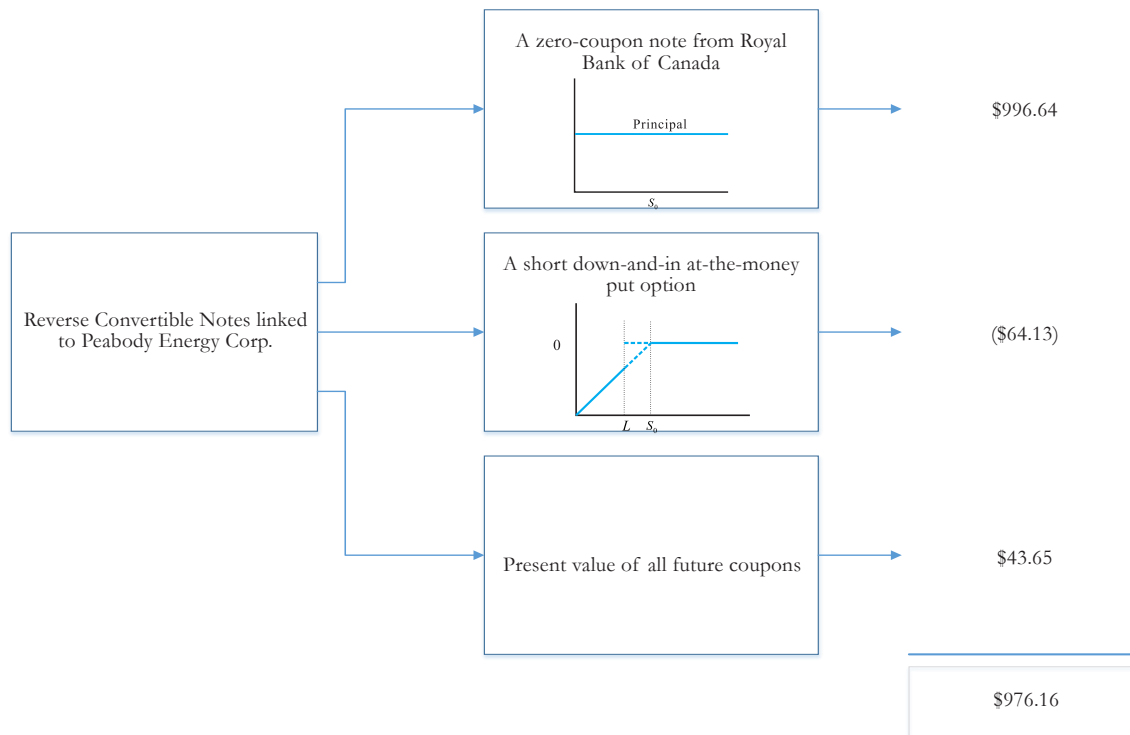 A zero-coupon note from Royal
Bank of Canada
Principal
S₀
$996.64
Reverse Convertible Notes linked
to Peabody Energy Corp.
A short down-and-in at-the-money
put option
0
L S₀
($64.13)
Present value of all future coupons
$43.65
$976.16